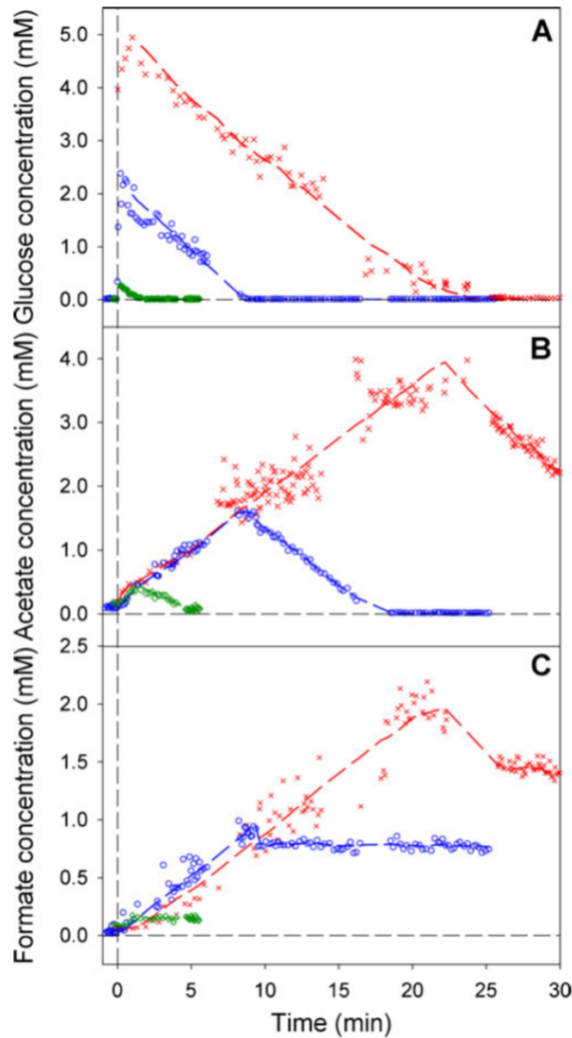 A
Glucose concentration (mM)
5.0
4.0
3.0
2.0
1.0
0.0
B
Acetate concentration (mM)
4.0
3.0
2.0
1.0
0.0
C
Formate concentration (mM)
2.5
2.0
1.5
1.0
0.5
0.0
0 5 10 15 20 25 30
Time (min)